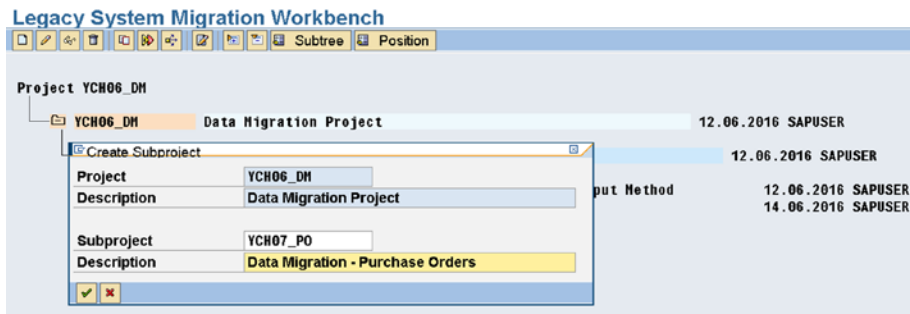 Legacy System Migration Workbench
Subtree Position
Project YCH06_DM
YCH06_DM Data Migration Project 12.06.2016 SAPUSER
Create Subproject
12.06.2016 SAPUSER
Project YCH06_DM
put Method 12.06.2016 SAPUSER
Description Data Migration Project
14.06.2016 SAPUSER
Subproject YCH07_PO
Description Data Migration - Purchase Orders